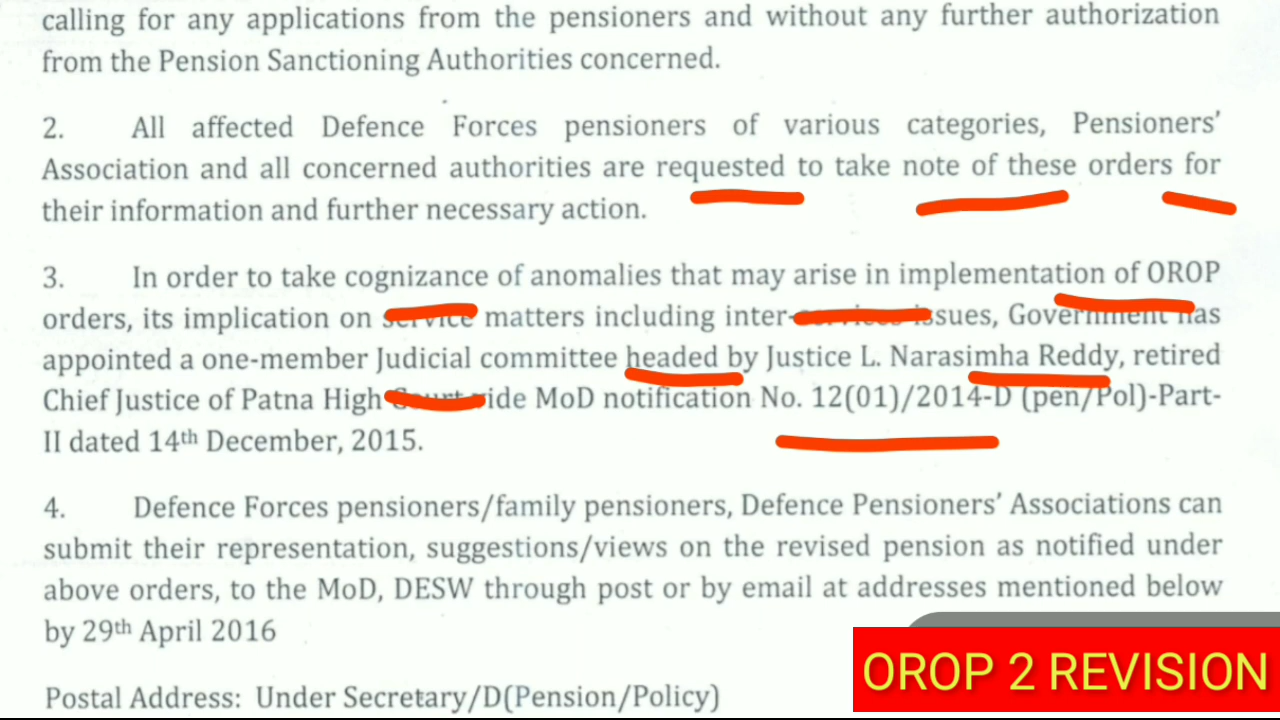 calling for any applications from the pensioners and without any further authorization
from the Pension Sanctioning Authorities concerned.
2. All affected Defence Forces pensioners of various categories, Pensioners'
Association and all concerned authorities are requested to take note of these orders for
their information and further necessary action.
3. In order to take cognizance of anomalies that may arise in implementation of OROP
orders, its implication on service matters including inter-services issues, Government has
appointed a one-member Judicial committee headed by Justice L. Narasimha Reddy, retired
Chief Justice of Patna High Court vide MoD notification No. 12(01)/2014-D (pen/Pol)-Part-
II dated 14th December, 2015.
4. Defence Forces pensioners/family pensioners, Defence Pensioners' Associations can
submit their representation, suggestions/views on the revised pension as notified under
above orders, to the MoD, DESW through post or by email at addresses mentioned below
by 29th April 2016
Postal Address: Under Secretary/D(Pension/Policy)
OROP 2 REVISION